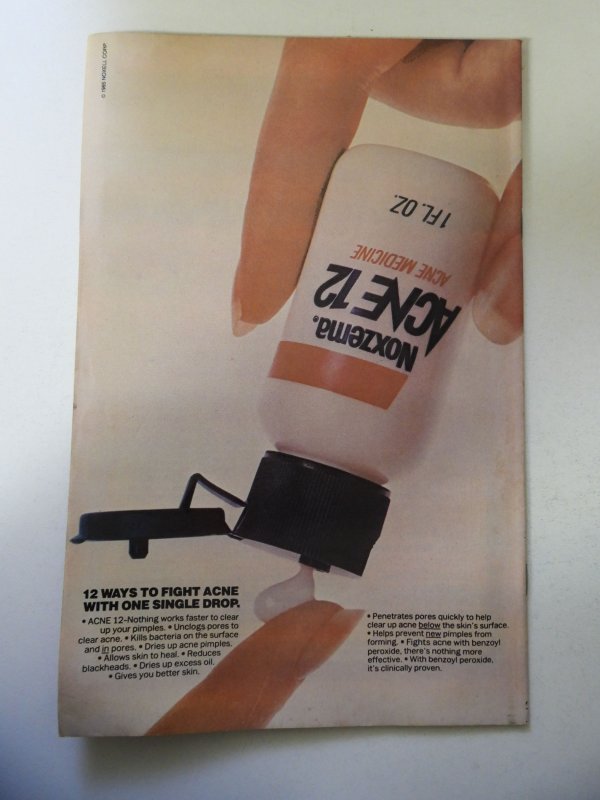 © 1985 NOXELL CORP.
1 FL. OZ.
ACNE MEDICINE
ACNE 12
Noxzema®
12 WAYS TO FIGHT ACNE
WITH ONE SINGLE DROP.
• ACNE 12-Nothing works faster to clear
up your pimples. • Unclogs pores to
clear acne. • Kills bacteria on the surface
and in pores. • Dries up acne pimples.
• Allows skin to heal. • Reduces
blackheads. • Dries up excess oil.
• Gives you better skin.
• Penetrates pores quickly to help
clear up acne below the skin's surface.
• Helps prevent new pimples from
forming. • Fights acne with benzoyl
peroxide, there's nothing more
effective. • With benzoyl peroxide,
it's clinically proven.